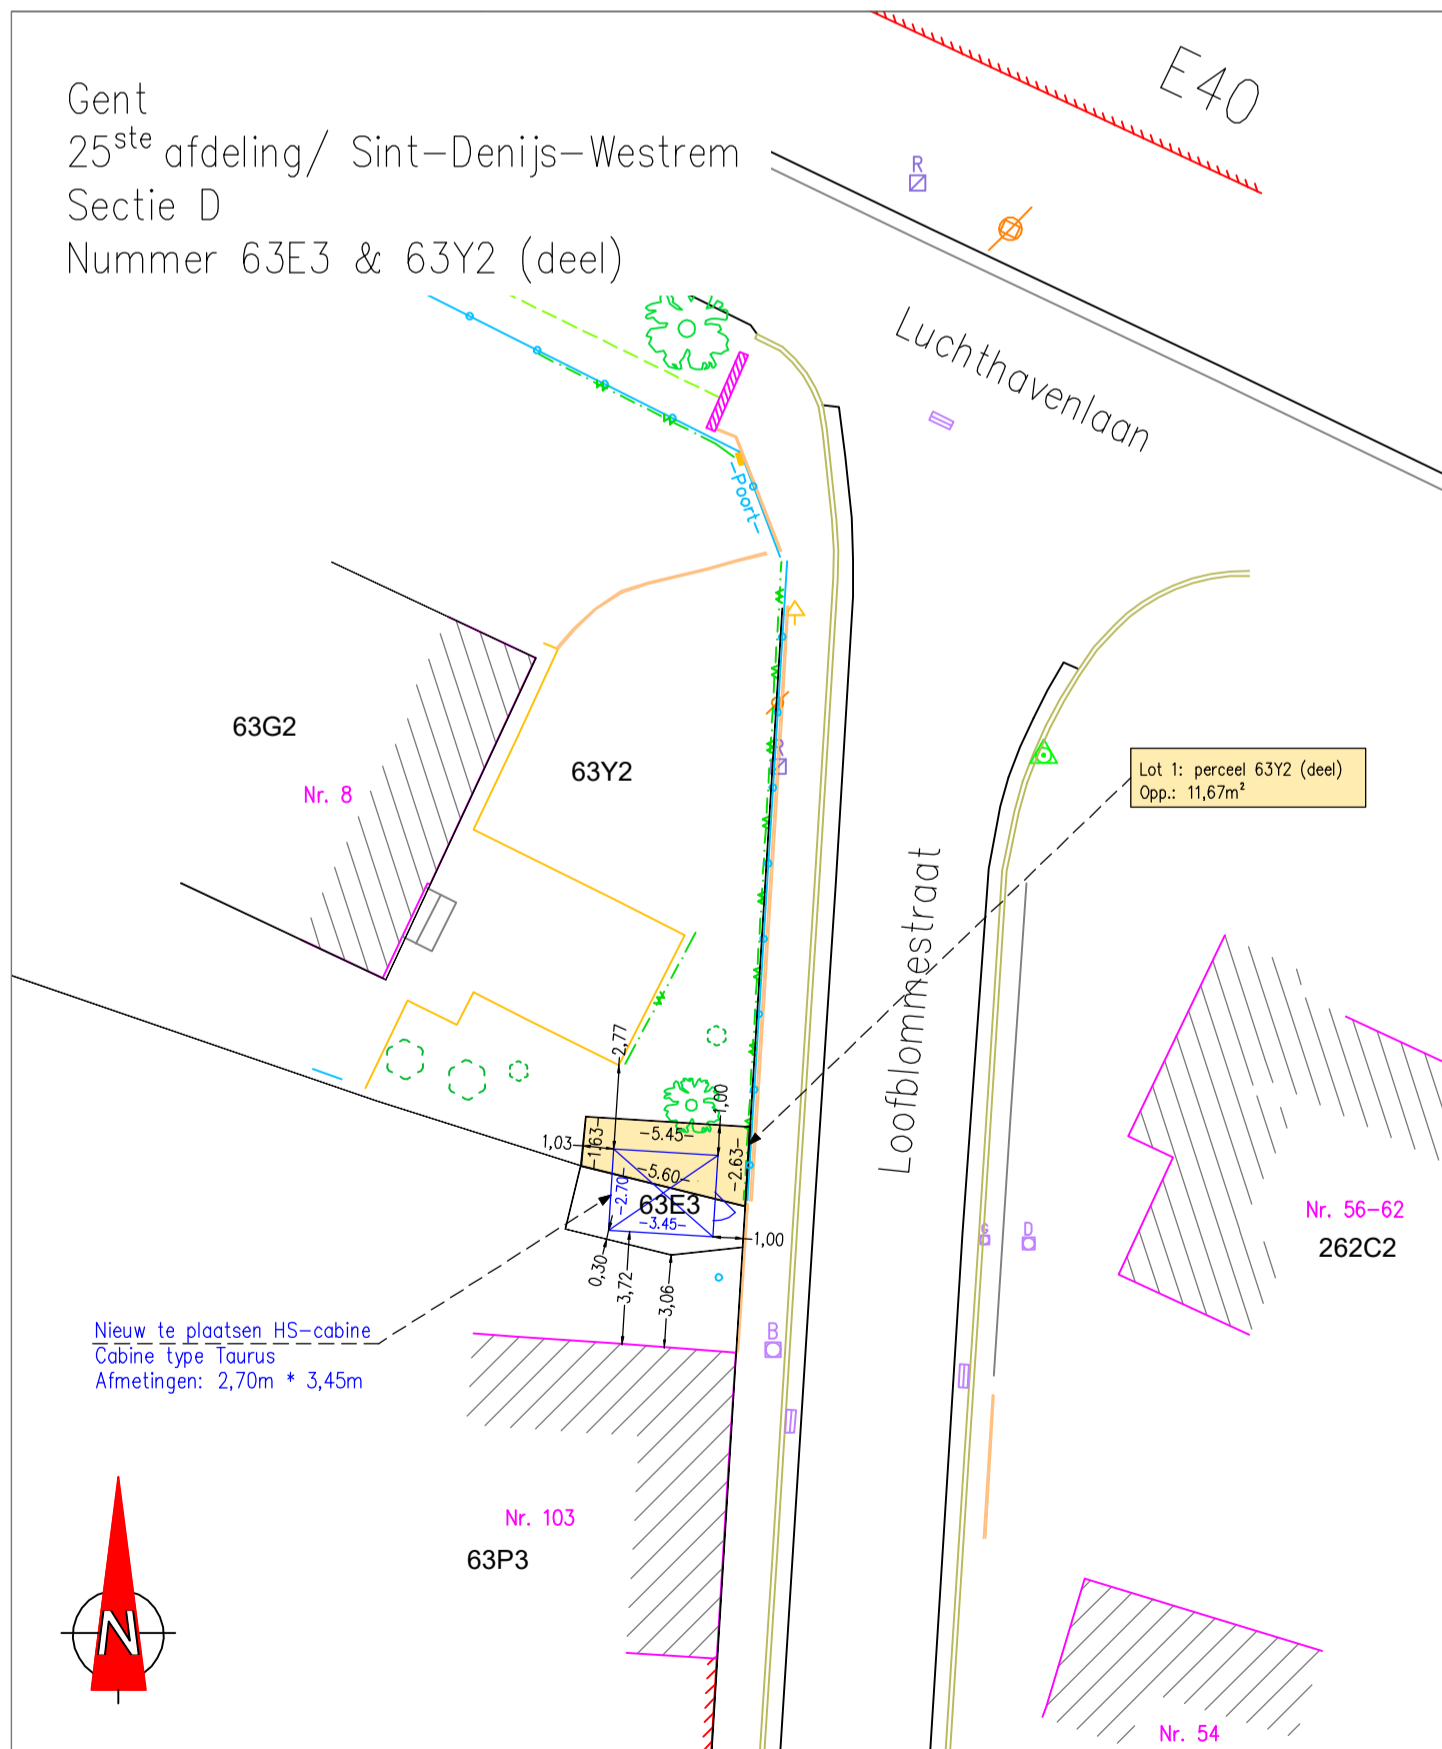 Gent
25ste afdeling/ Sint-Denijs-Westrem
Sectie D
Nummer 63E3 & 63Y2 (deel)
E40
R
Luchthavenlaan
-Poort-
63G2
Nr. 8
63Y2
R
Lot 1: perceel 63Y2 (deel)
Opp.: 11,67m²
Loofblommestraat
2,77
1,00
1,03
-1.63-
-5.45-
-2.63-
-5.60-
-2.70-
63E3
-3.45-
1,00
0,30
3,72
3,06
S
D
Nr. 56-62
262C2
Nieuw te plaatsen HS-cabine
Cabine type Taurus
Afmetingen: 2,70m * 3,45m
B
Nr. 103
63P3
N
Nr. 54